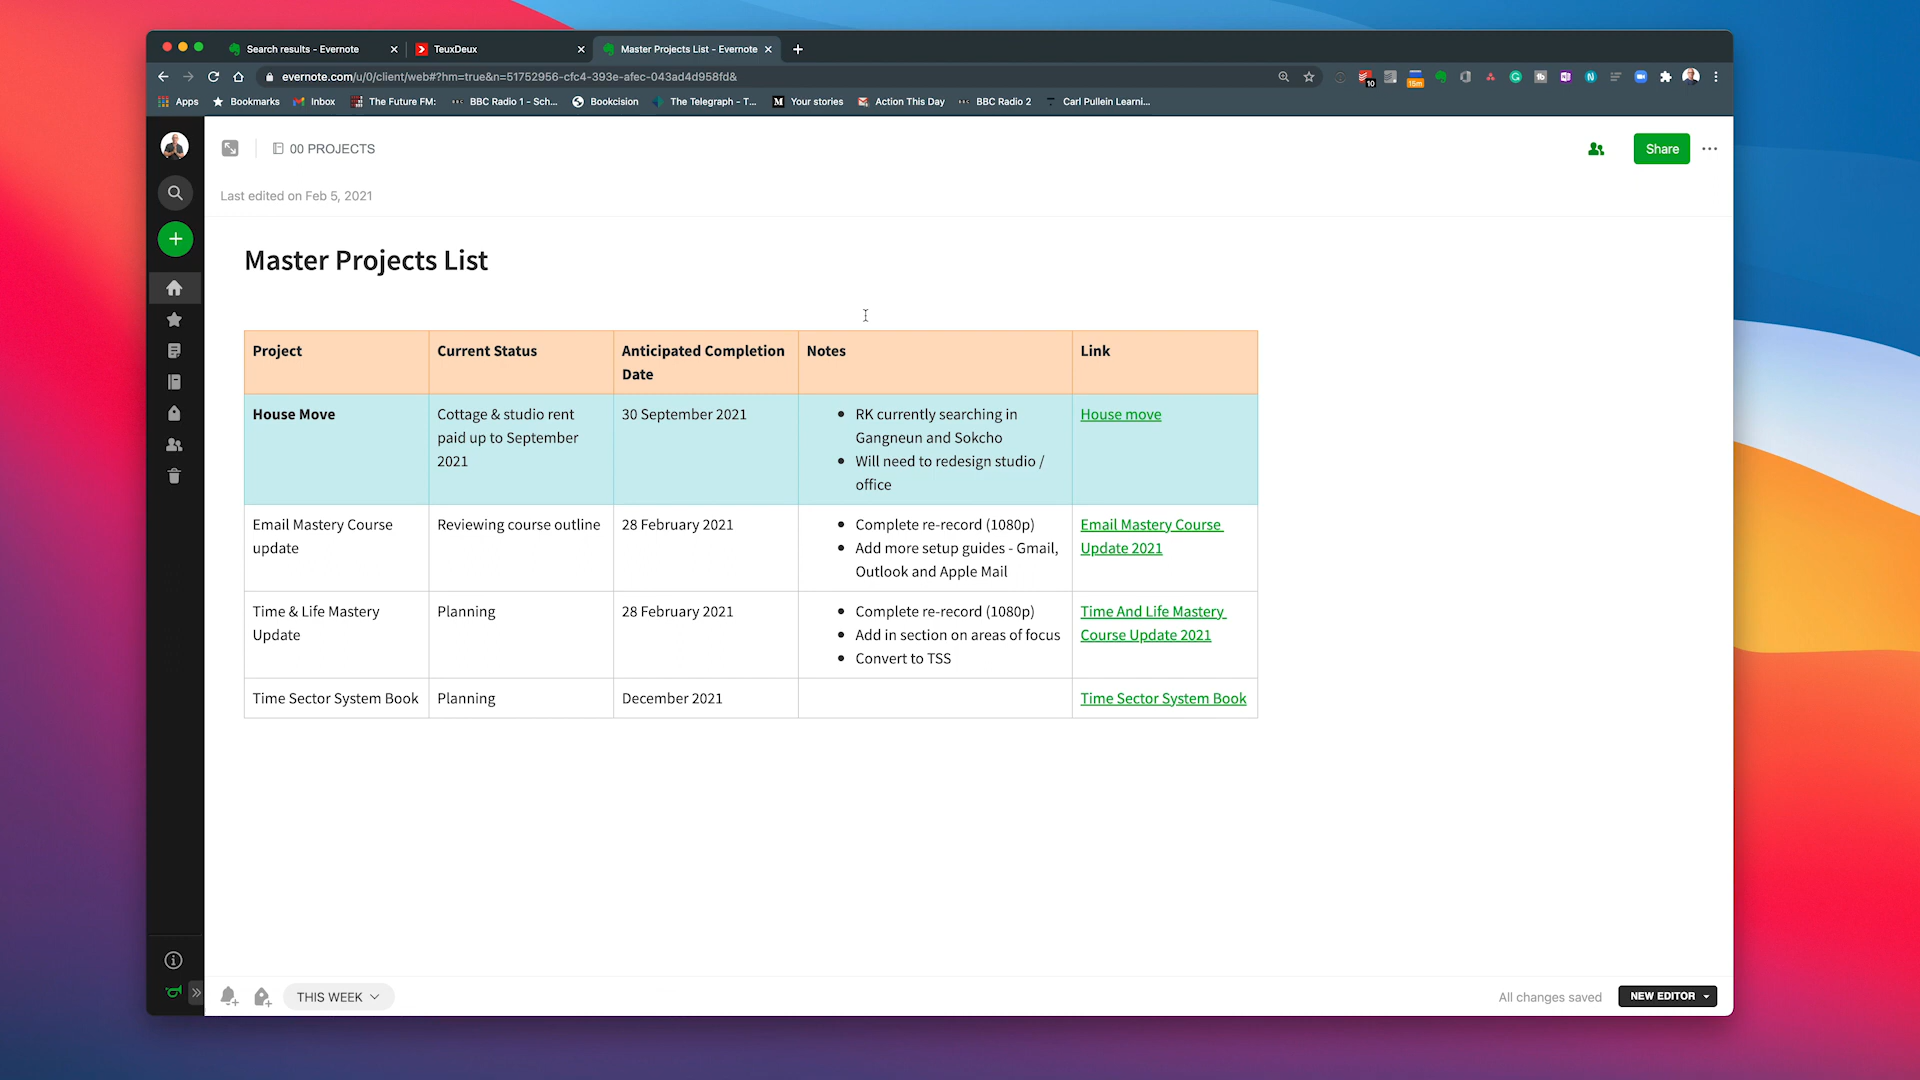 Search results - Evernote
TeuxDeux
Master Projects List - Evernote
evernote.com/u/0/client/web#?hm=true&n=51752956-cfc4-393e-afec-043ad4d958fd&
10
15m
Apps
Bookmarks
Inbox
The Future FM:
BBC Radio 1 - Sch...
Bookcision
The Telegraph - T...
Your stories
Action This Day
BBC Radio 2
Carl Pullein Learni...
00 PROJECTS
Share
Last edited on Feb 5, 2021
Master Projects List
Project
Current Status
Anticipated Completion
Date
Notes
Link
House Move
Cottage & studio rent
paid up to September
2021
30 September 2021
RK currently searching in
Gangneun and Sokcho
Will need to redesign studio /
office
House move
Email Mastery Course
update
Reviewing course outline
28 February 2021
Complete re-record (1080p)
Add more setup guides - Gmail,
Outlook and Apple Mail
Email Mastery Course
Update 2021
Time & Life Mastery
Update
Planning
28 February 2021
Complete re-record (1080p)
Add in section on areas of focus
Convert to TSS
Time And Life Mastery
Course Update 2021
Time Sector System Book
Planning
December 2021
Time Sector System Book
THIS WEEK
All changes saved
NEW EDITOR